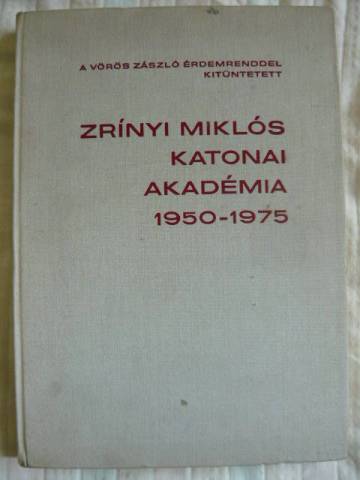 A VÖRÖS ZÁSZLÓ ÉRDEMRENDDEL
KITÜNTETETT
ZRÍNYI MIKLÓS
KATONAI
AKADÉMIA
1950-1975